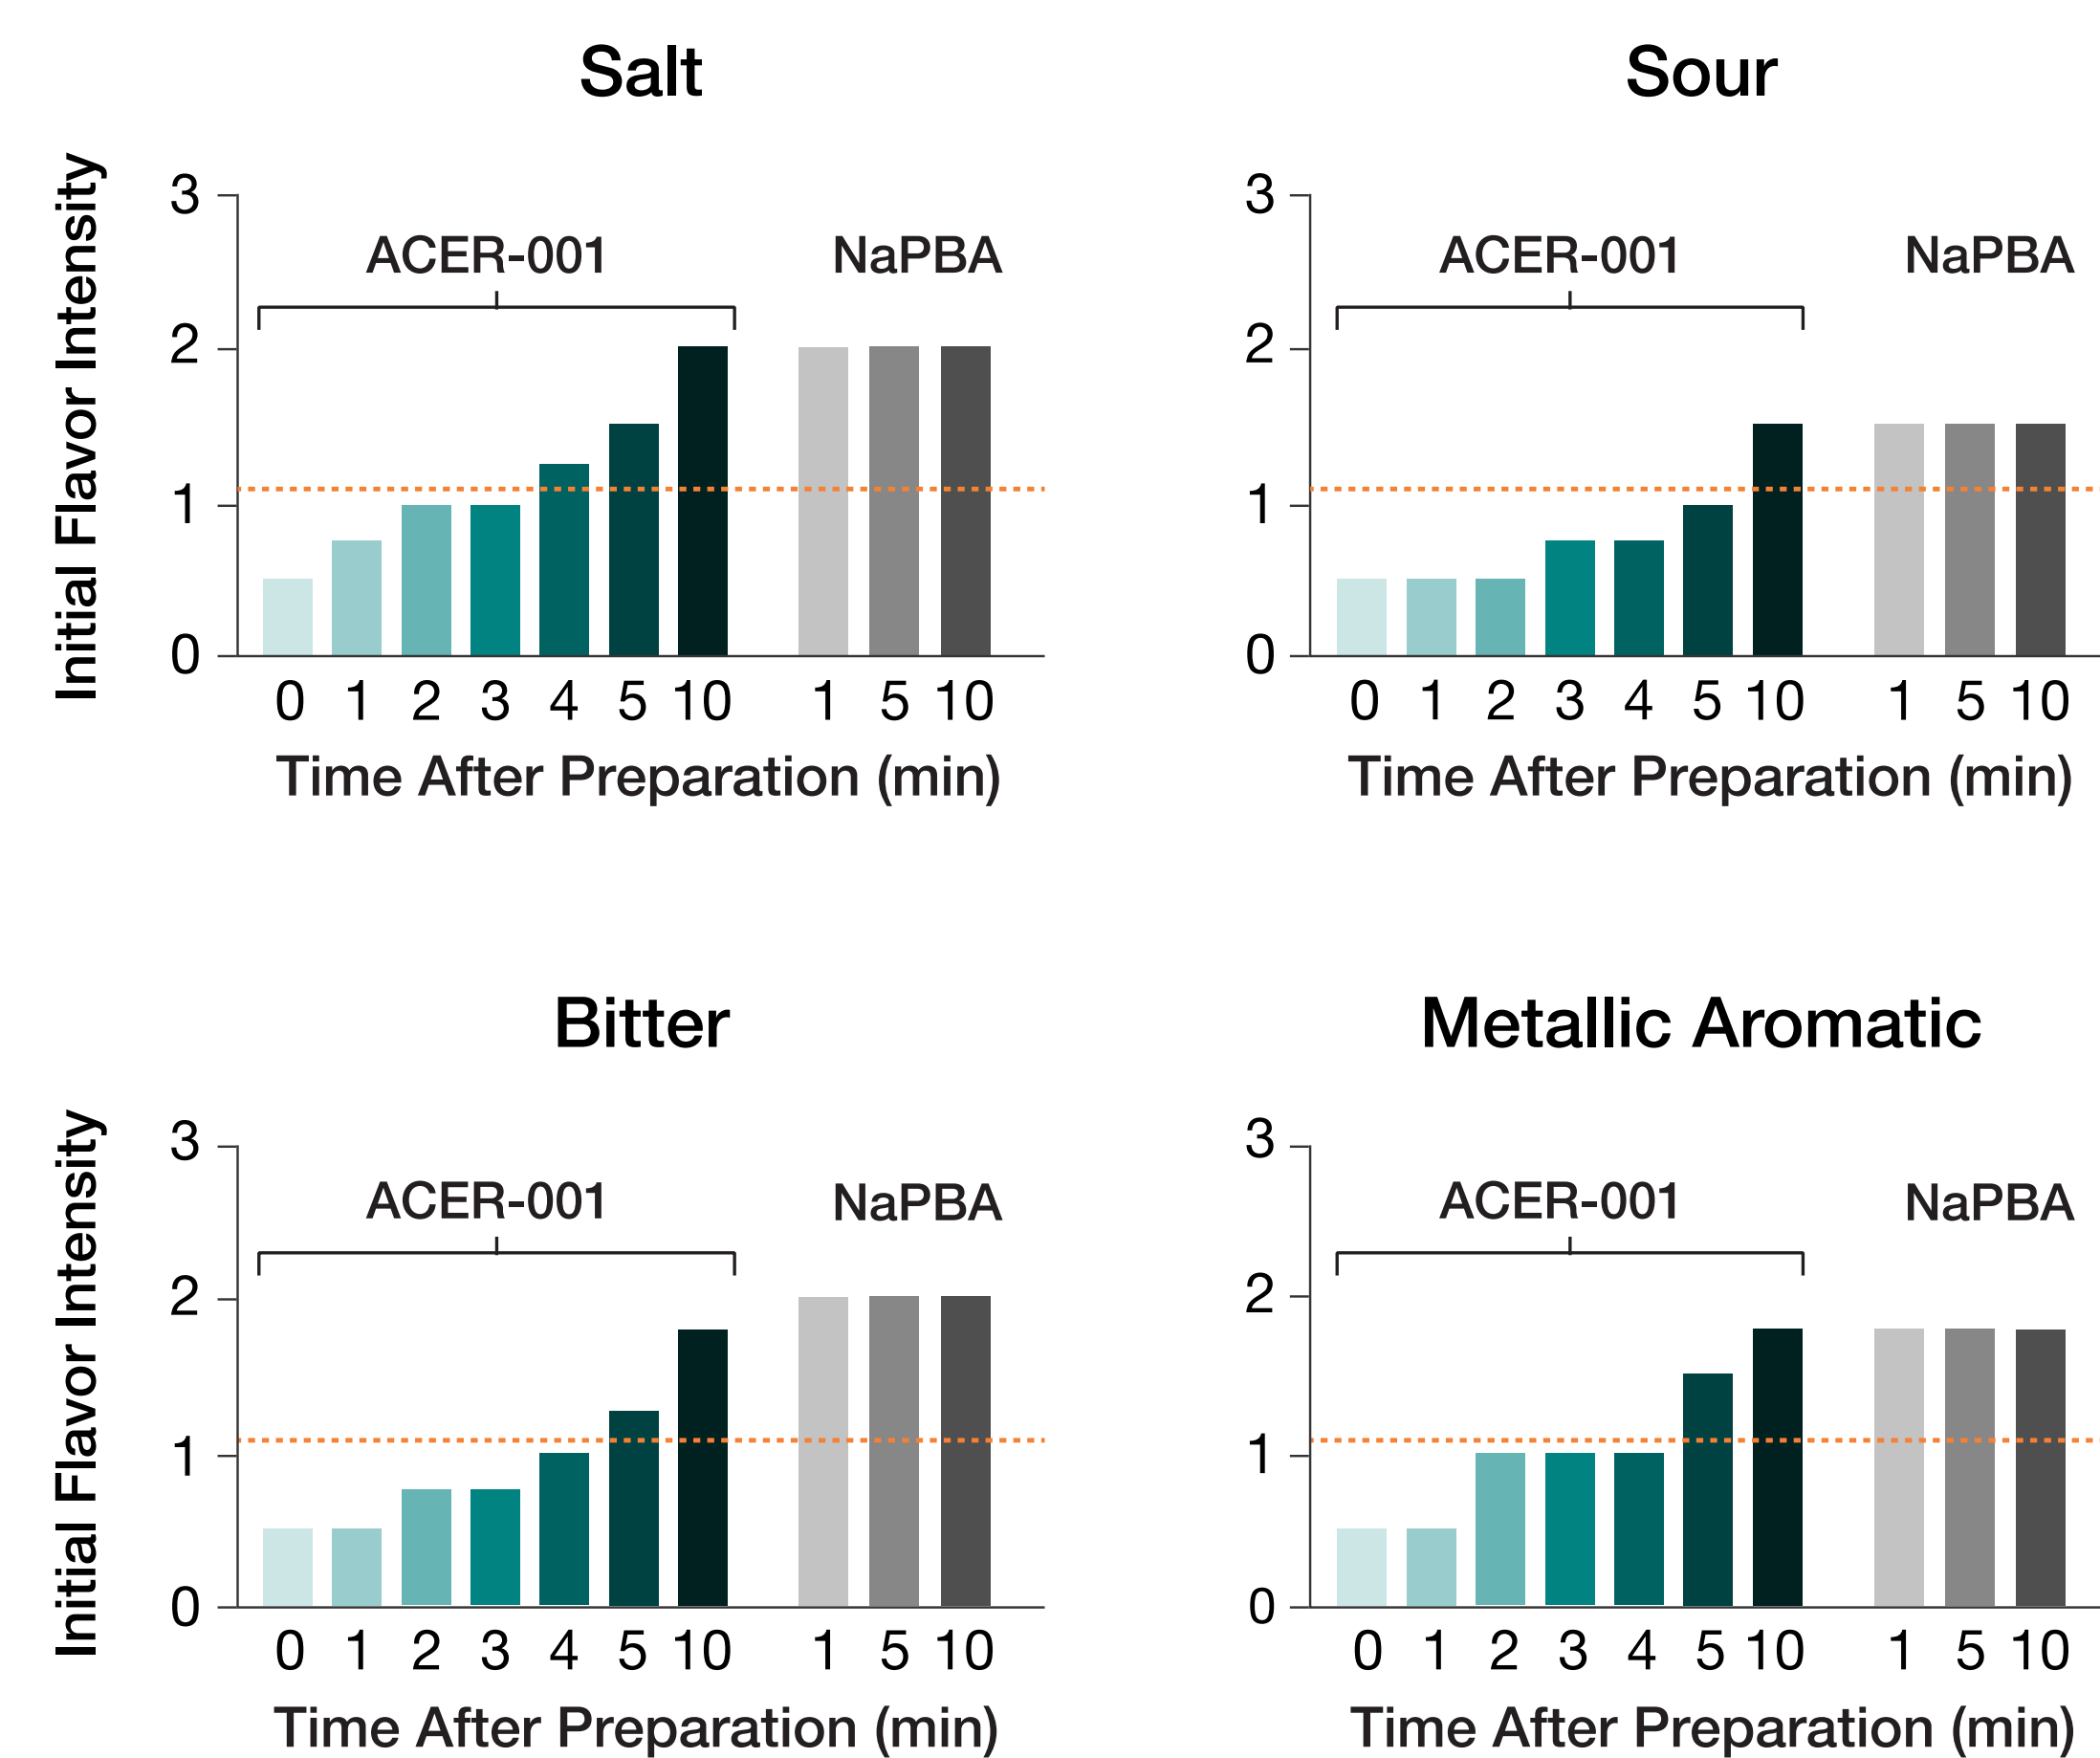 Salt
Initial Flavor Intensity
3
2
1
0
ACER-001 NaPBA
0 1 2 3 4 5 10 1 5 10
Time After Preparation (min)
Sour
3
2
1
0
ACER-001 NaPBA
0 1 2 3 4 5 10 1 5 10
Time After Preparation (min)
Bitter
Initial Flavor Intensity
3
2
1
0
ACER-001 NaPBA
0 1 2 3 4 5 10 1 5 10
Time After Preparation (min)
Metallic Aromatic
3
2
1
0
ACER-001 NaPBA
0 1 2 3 4 5 10 1 5 10
Time After Preparation (min)